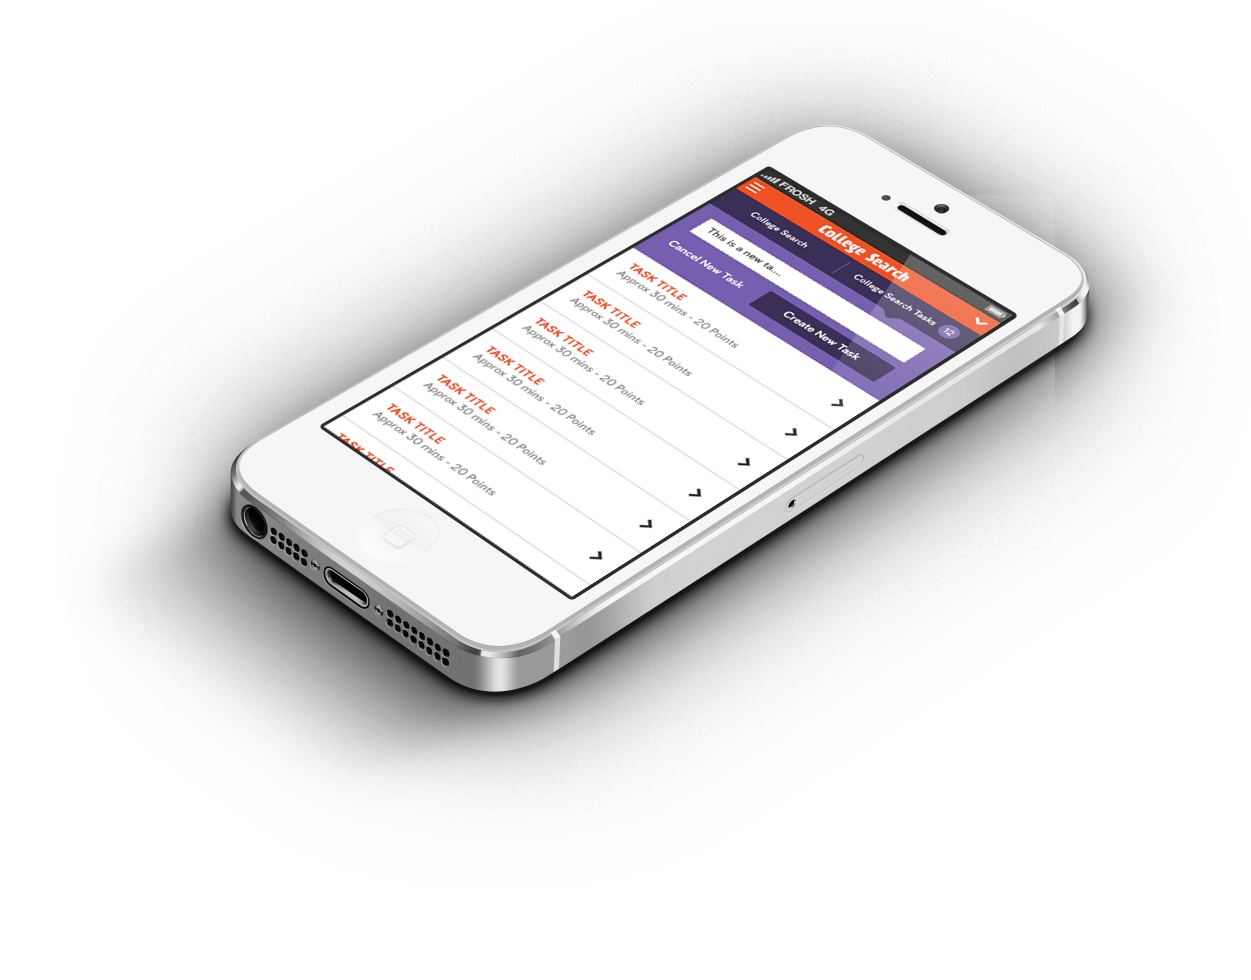 FROSH 4G
College Search
College Search
College Search Tasks 12
This is a new ta....
Cancel New Task
Create New Task
TASK TITLE
Approx 30 mins - 20 Points
TASK TITLE
Approx 30 mins - 20 Points
TASK TITLE
Approx 30 mins - 20 Points
TASK TITLE
Approx 30 mins - 20 Points
TASK TITLE
Approx 30 mins - 20 Points
TASK TITLE
Approx 30 mins - 20 Points
TASK TITLE